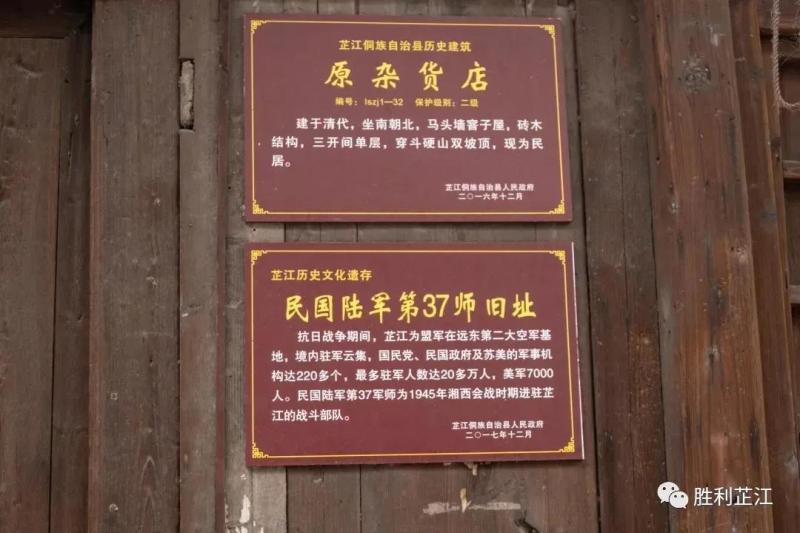 芷江侗族自治县历史建筑
原杂货店
编号：lszj1—32 保护级别：二级
建于清代，坐南朝北，马头墙窨子屋，砖木
结构，三开间单层，穿斗硬山双坡顶，现为民
居。
芷江侗族自治县人民政府
二〇一六年十二月
芷江历史文化遗存
民国陆军第37师旧址
抗日战争期间，芷江为盟军在远东第二大空军基
地，境内驻军云集，国民党、民国政府及苏美的军事机
构达220多个，最多驻军人数达20多万人，美军7000
人。民国陆军第37军师为1945年湘西会战时期进驻芷
江的战斗部队。
芷江侗族自治县人民政府
二〇一七年十二月
胜利芷江